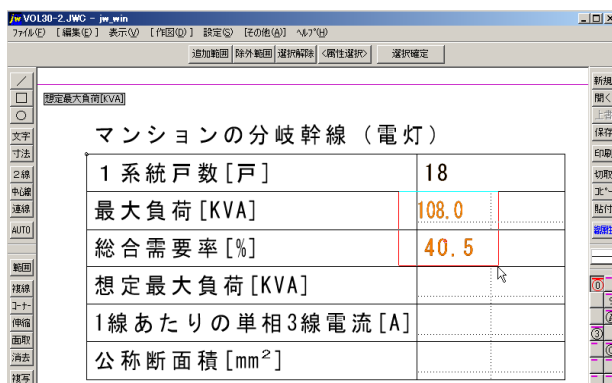 jw VOL30-2.JWC - jw_win
ファイル(F) [編集(E)] 表示(V) [作図(D)] 設定(S) [その他(A)] ヘルプ(H)
追加範囲 除外範囲 選択解除 <属性選択> 選択確定
新規
開く
上書
保存
印刷
切取
コピー
貼付
文字
寸法
2線
中心線
連線
AUTO
範囲
複線
コーナー
伸縮
面取
消去
複写
想定最大負荷[KVA]
マンションの分岐幹線(電灯)
1系統戸数[戸] 18
最大負荷[KVA] 108.0
総合需要率[%] 40.5
想定最大負荷[KVA]
1線あたりの単相3線電流[A]
公称断面積[mm²]